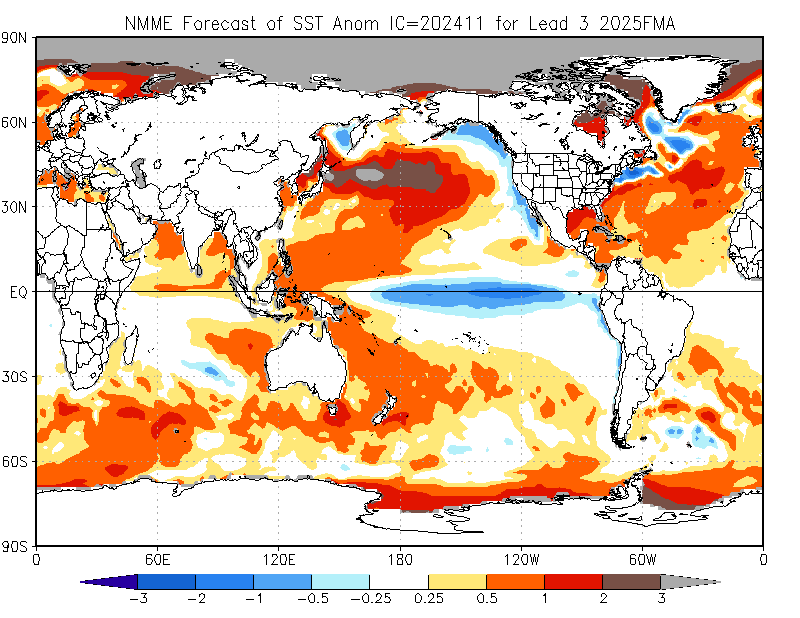 NMME Forecast of SST Anom IC=202411 for Lead 3 2025FMA
90N
60N
30N
EQ
30S
60S
90S
0 60E 120E 180 120W 60W 0
-3 -2 -1 -0.5 -0.25 0.25 0.5 1 2 3